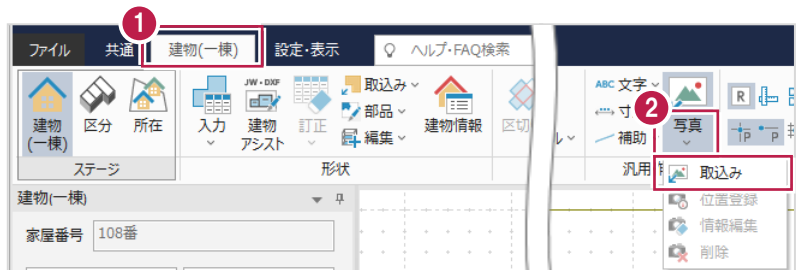 1
ファイル 共通 建物(一棟) 設定・表示 ヘルプ・FAQ検索
建物
(一棟)
区分
所在
ステージ
入力
JW・DXF
建物
アシスト
訂正
取込み
部品
編集
建物情報
形状
区切
ABC 文字
寸
補助
汎用
2
写真
R
P P
取込み
位置登録
情報編集
削除
建物(一棟)
家屋番号 108番